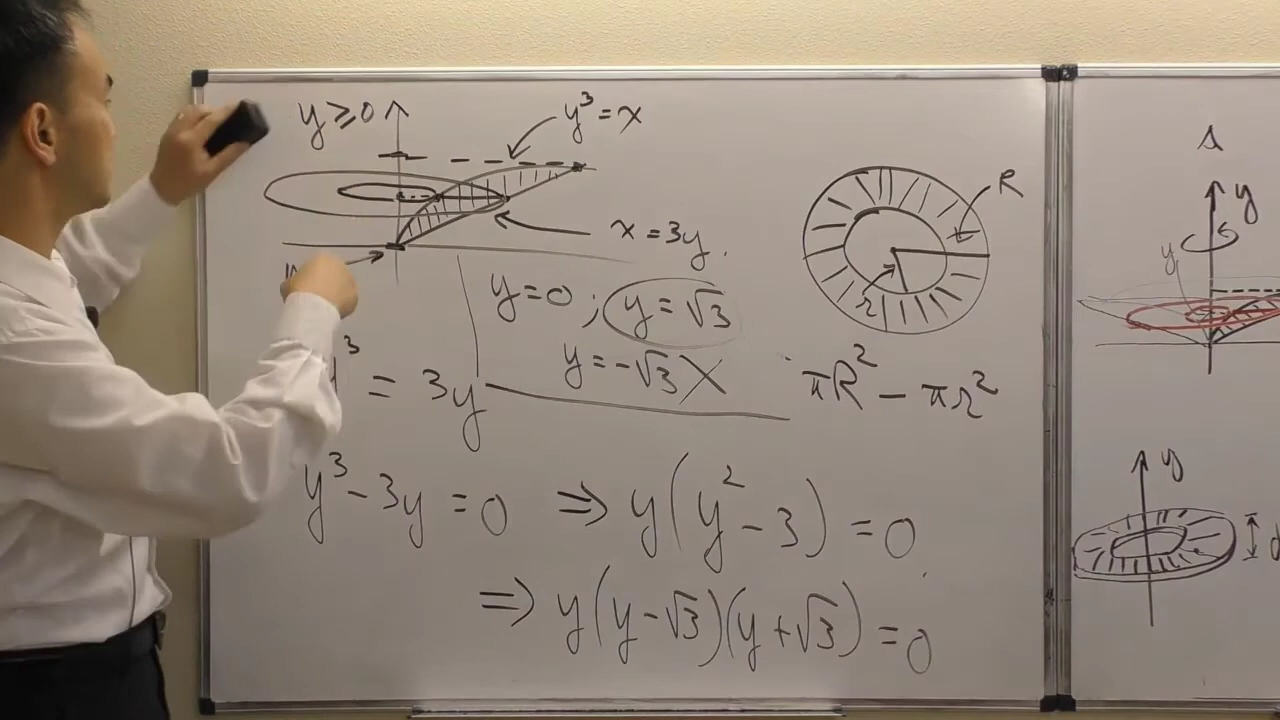 y ≥ 0
y³ = x
x = 3y.
y = 0 ; y = √3
y = -√3 X
y³ = 3y
y³ - 3y = 0 ⇒ y(y² - 3) = 0
⇒ y(y - √3)(y + √3) = 0
R
r
πR² - πr²
y
y
y
d